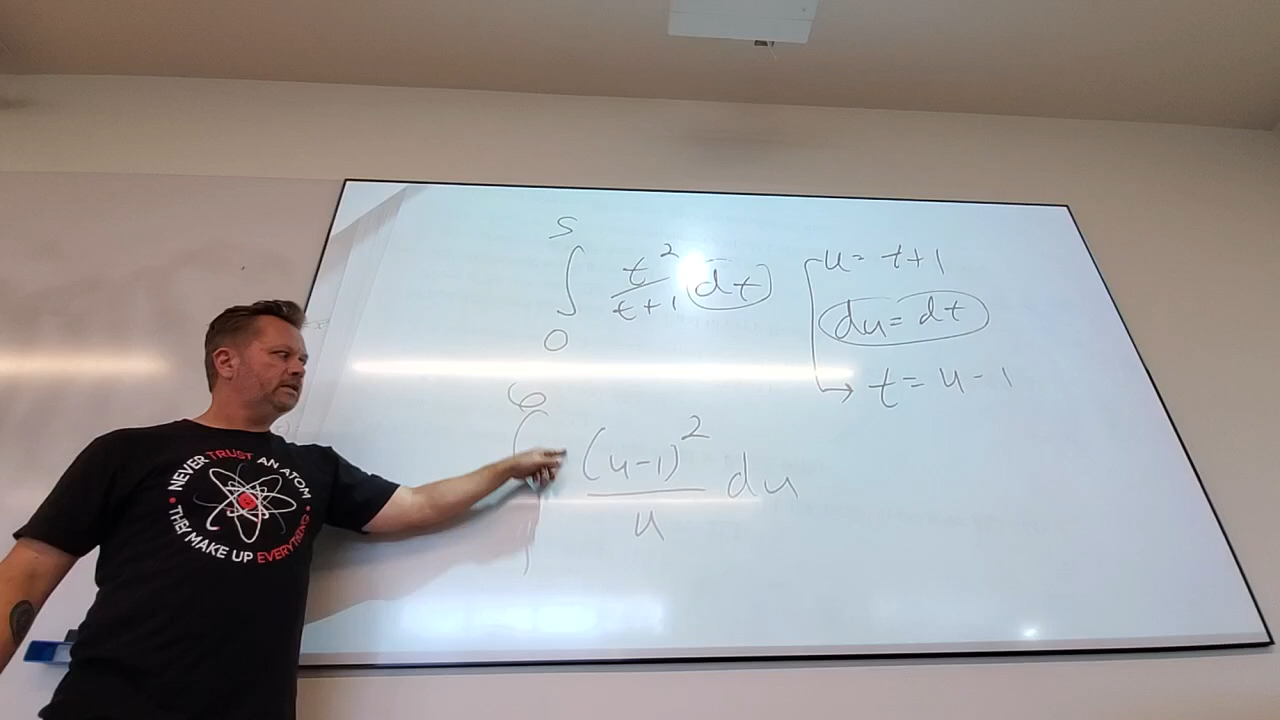 5
∫ t²/(t+1) dt
0
u = t+1
du = dt
→ t = u-1
6
∫ (u-1)²/u du
1
NEVER TRUST AN ATOM
• THEY MAKE UP EVERYTHING •